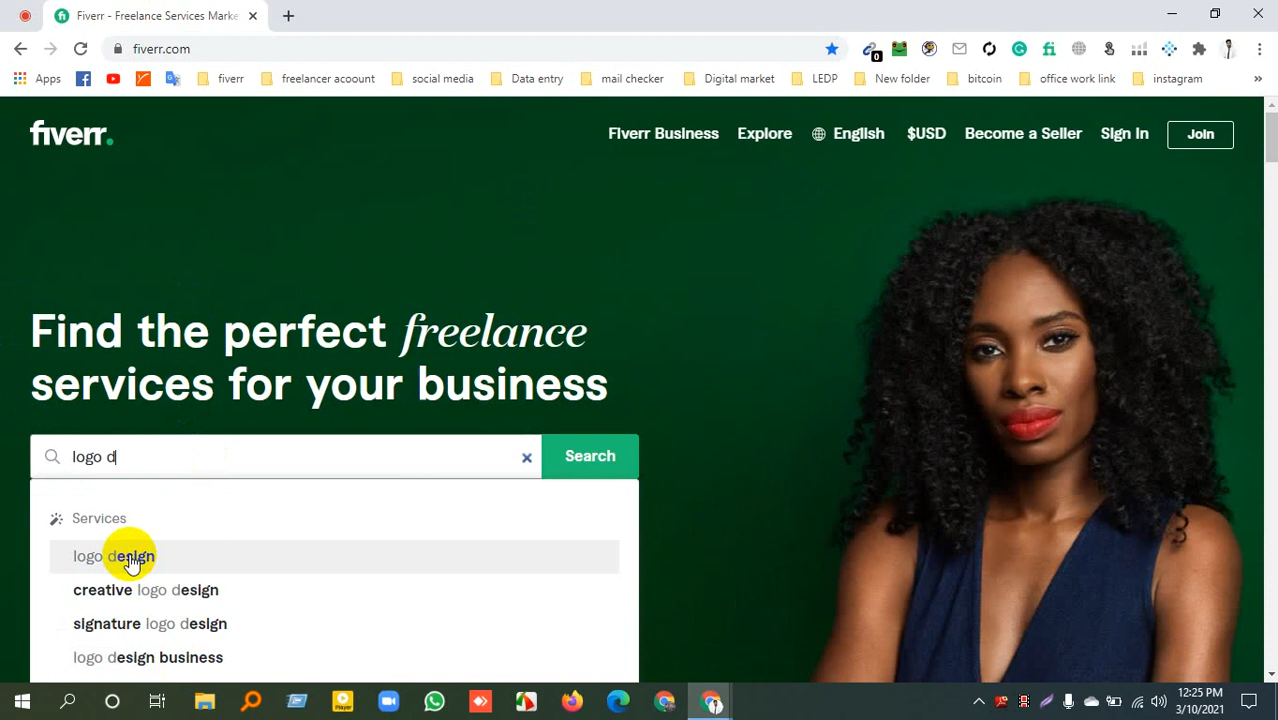 Fiverr - Freelance Services Marke
fiverr.com
0
Apps fiverr freelancer acount social media Data entry mail checker Digital market LEDP New folder bitcoin office work link instagram »
fiverr.
Fiverr Business Explore English $USD Become a Seller Sign In Join
Find the perfect freelance
services for your business
logo d
Search
Services
logo design
creative logo design
signature logo design
logo design business
Player
12:25 PM
3/10/2021